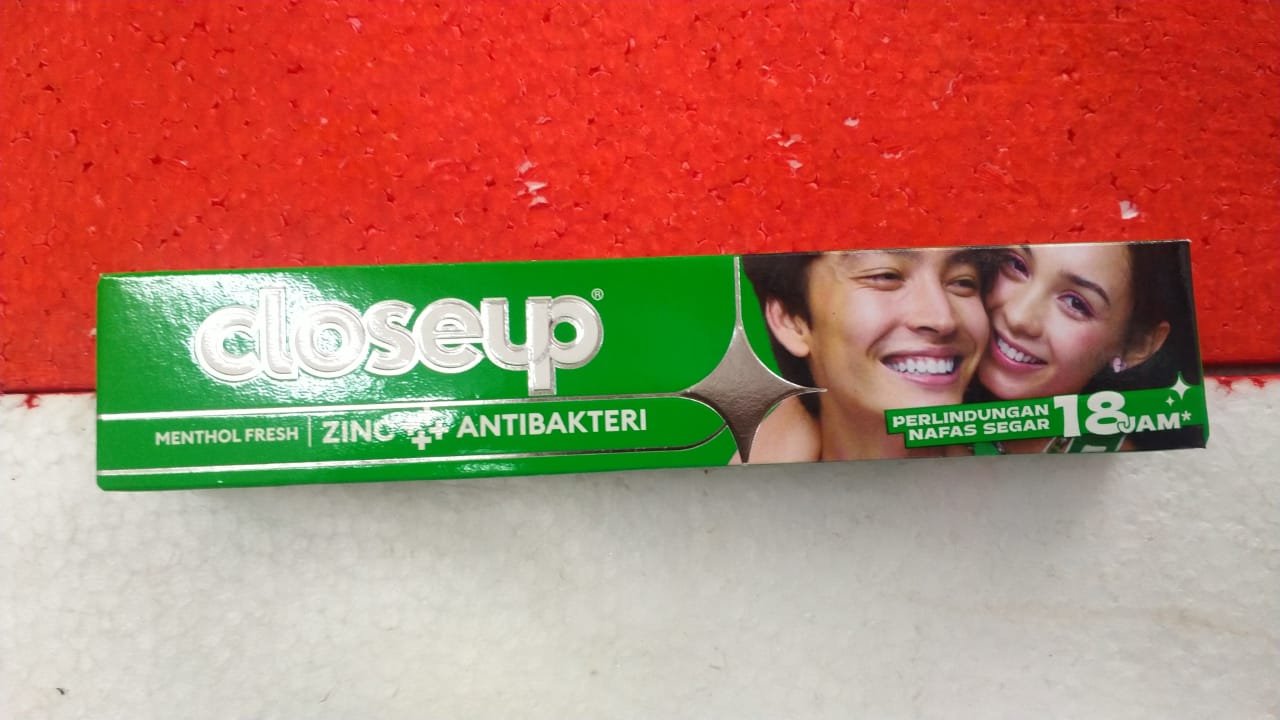 closeup®
MENTHOL FRESH | ZINC ANTIBAKTERI
PERLINDUNGAN
NAFAS SEGAR 18 JAM*